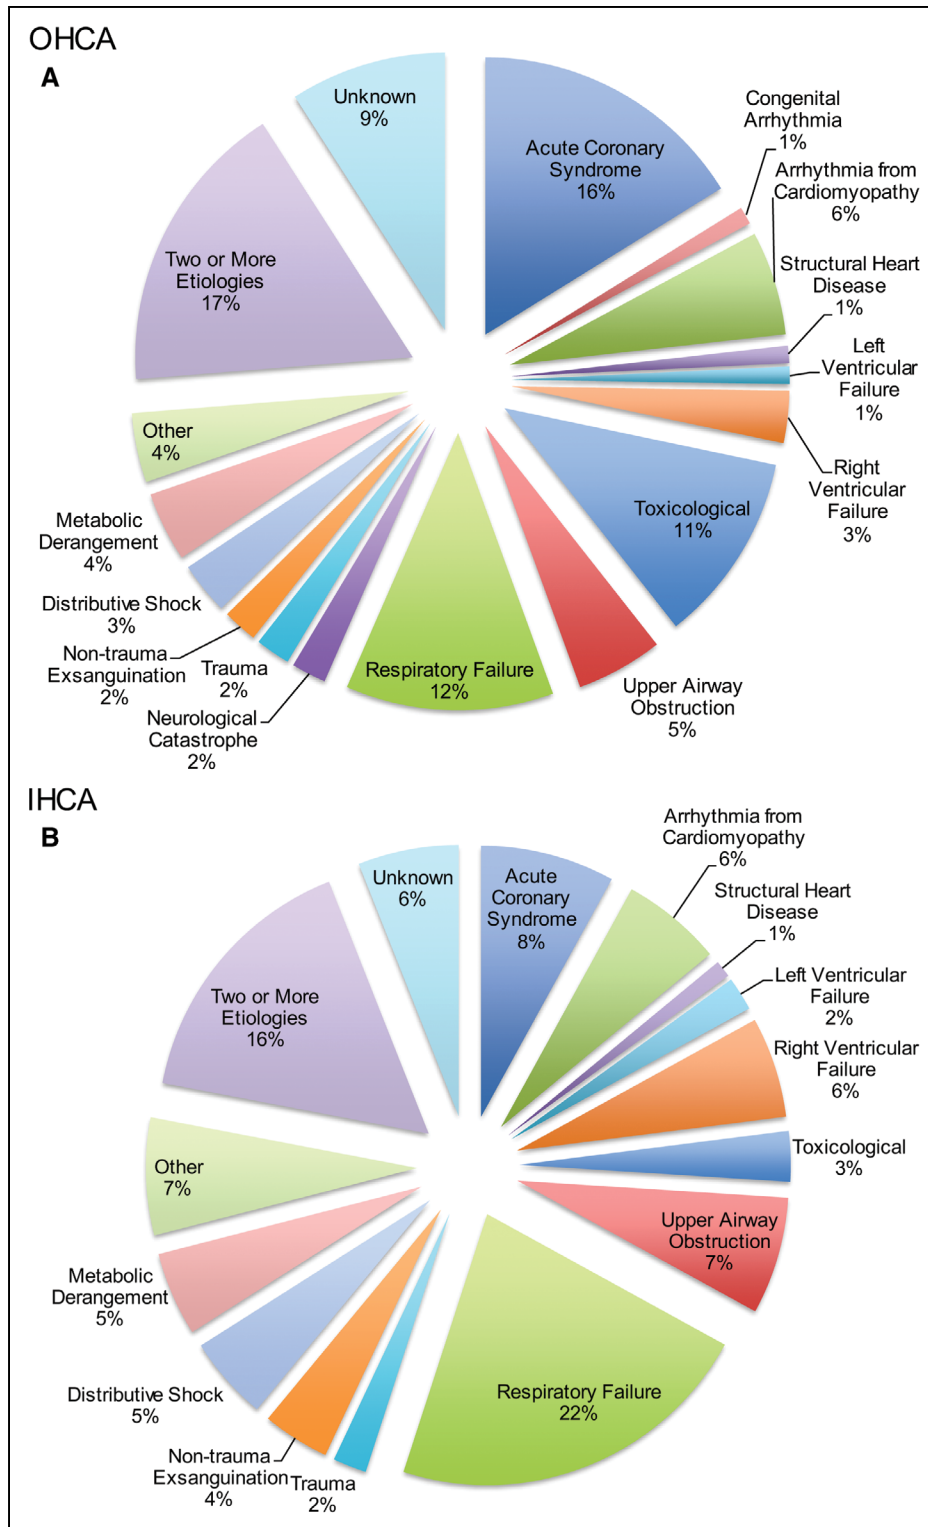 OHCA
A
Unknown
9%
Acute Coronary
Syndrome
16%
Congenital
Arrhythmia
1%
Arrhythmia from
Cardiomyopathy
6%
Structural Heart
Disease
1%
Left
Ventricular
Failure
1%
Right
Ventricular
Failure
3%
Toxicological
11%
Upper Airway
Obstruction
5%
Respiratory Failure
12%
Neurological
Catastrophe
2%
Trauma
2%
Non-trauma
Exsanguination
2%
Distributive Shock
3%
Metabolic
Derangement
4%
Other
4%
Two or More
Etiologies
17%
IHCA
B
Unknown
6%
Acute
Coronary
Syndrome
8%
Arrhythmia from
Cardiomyopathy
6%
Structural Heart
Disease
1%
Left Ventricular
Failure
2%
Right Ventricular
Failure
6%
Toxicological
3%
Upper Airway
Obstruction
7%
Respiratory Failure
22%
Trauma
2%
Non-trauma
Exsanguination
4%
Distributive Shock
5%
Metabolic
Derangement
5%
Other
7%
Two or More
Etiologies
16%